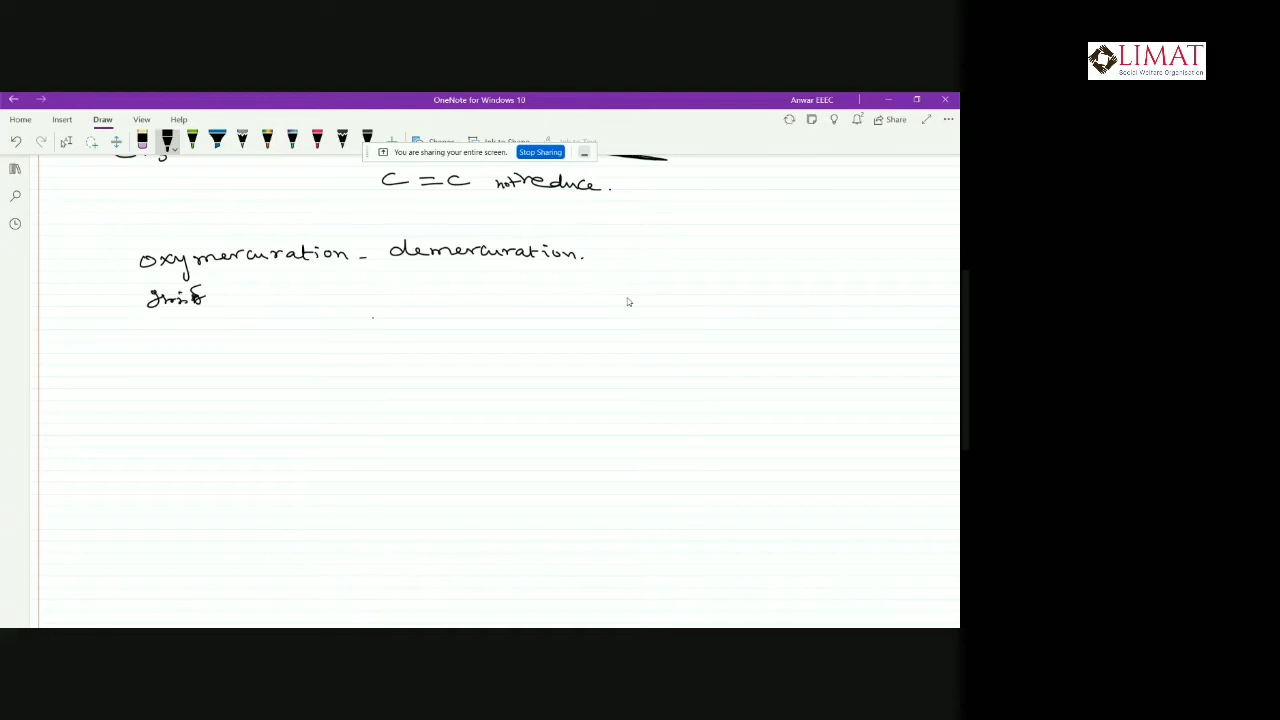 LIMAT
Social Welfare Organisation
OneNote for Windows 10
Anwar EEEC
Home Insert Draw View Help
Share
You are sharing your entire screen. Stop Sharing
C = C not reduce.
oxymercuration - demercuration.